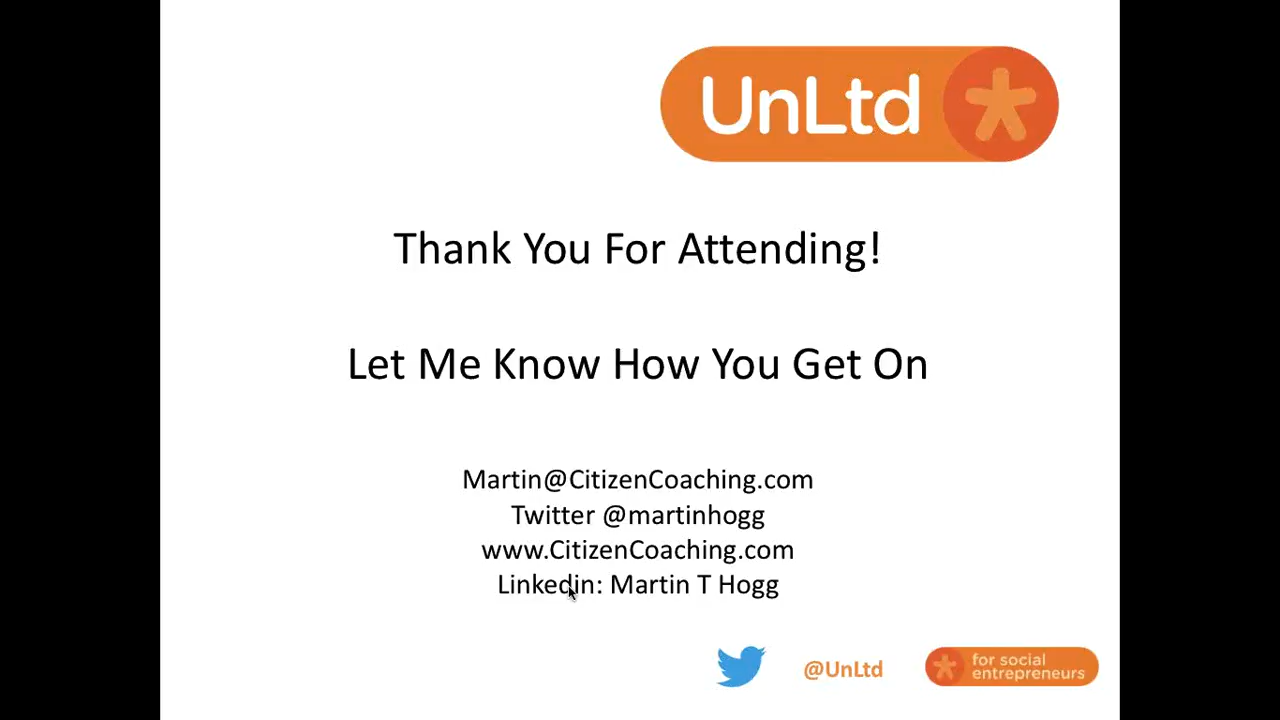 UnLtd
Thank You For Attending!
Let Me Know How You Get On
Martin@CitizenCoaching.com
Twitter @martinhogg
www.CitizenCoaching.com
Linkedin: Martin T Hogg
@UnLtd
for social
entrepreneurs